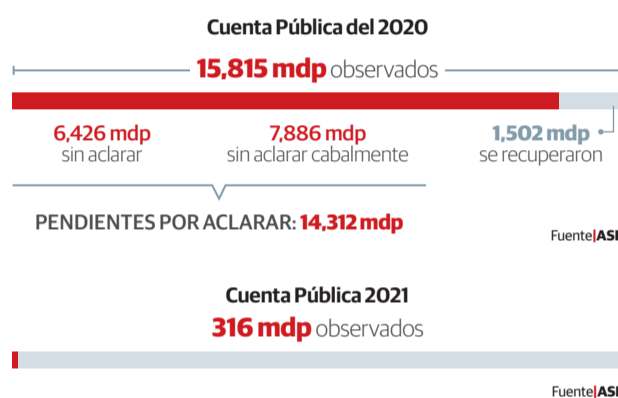 Cuenta Pública del 2020
15,815 mdp observados
6,426 mdp
sin aclarar
7,886 mdp
sin aclarar cabalmente
1,502 mdp
se recuperaron
PENDIENTES POR ACLARAR: 14,312 mdp
Fuente|ASF
Cuenta Pública 2021
316 mdp observados
Fuente|ASF